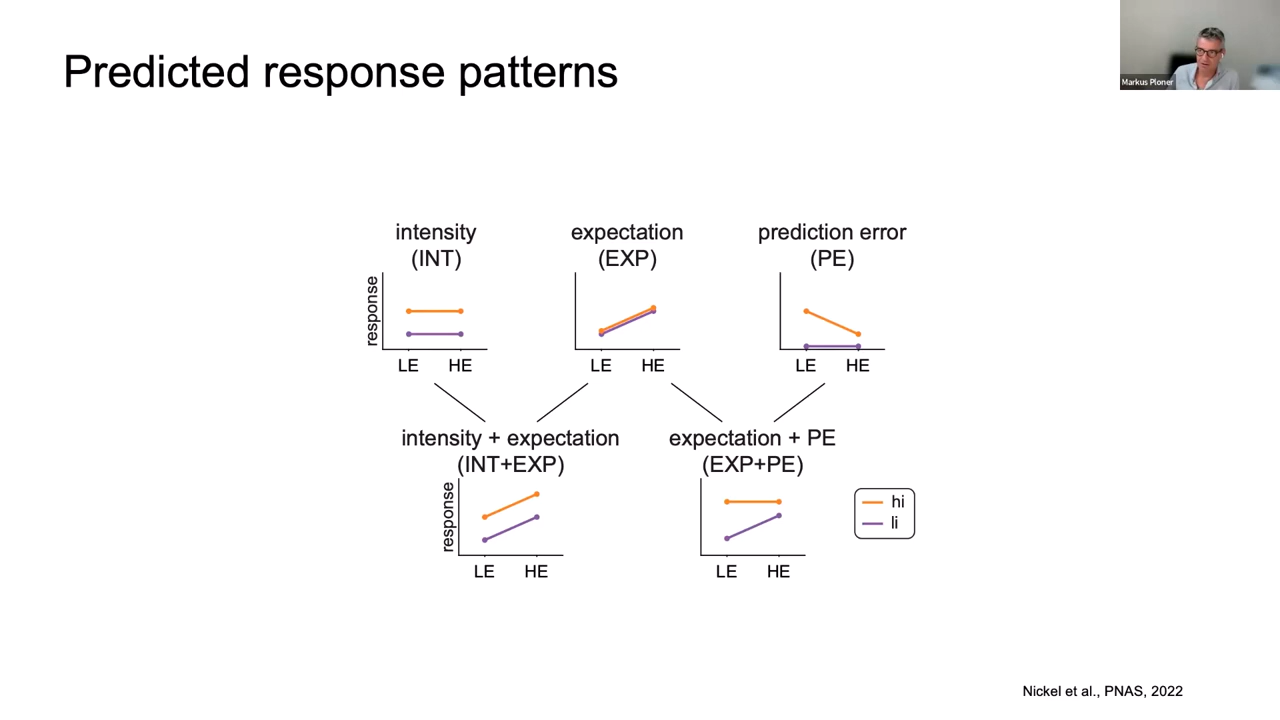 Predicted response patterns
Markus Ploner
intensity
(INT)
expectation
(EXP)
prediction error
(PE)
response
LE HE
LE HE
LE HE
intensity + expectation
(INT+EXP)
expectation + PE
(EXP+PE)
response
LE HE
LE HE
hi
li
Nickel et al., PNAS, 2022